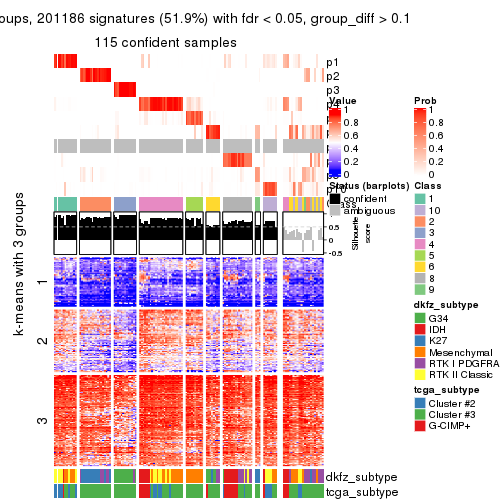 oups, 201186 signatures (51.9%) with fdr < 0.05, group_diff > 0.1
115 confident samples
p1
p2
p3
Value
1
0.8
0.6
0.4
0.2
0
Prob
1
0.8
0.6
0.4
0.2
0
Status (barplots)
confident
ambiguous
Class
1
10
2
3
4
5
6
8
9
0.5
0
-0.5
Silhouette
score
k-means with 3 groups
1
2
3
dkfz_subtype
G34
IDH
K27
Mesenchymal
RTK I PDGFRA
RTK II Classic
tcga_subtype
Cluster #2
Cluster #3
G-CIMP+
dkfz_subtype
tcga_subtype